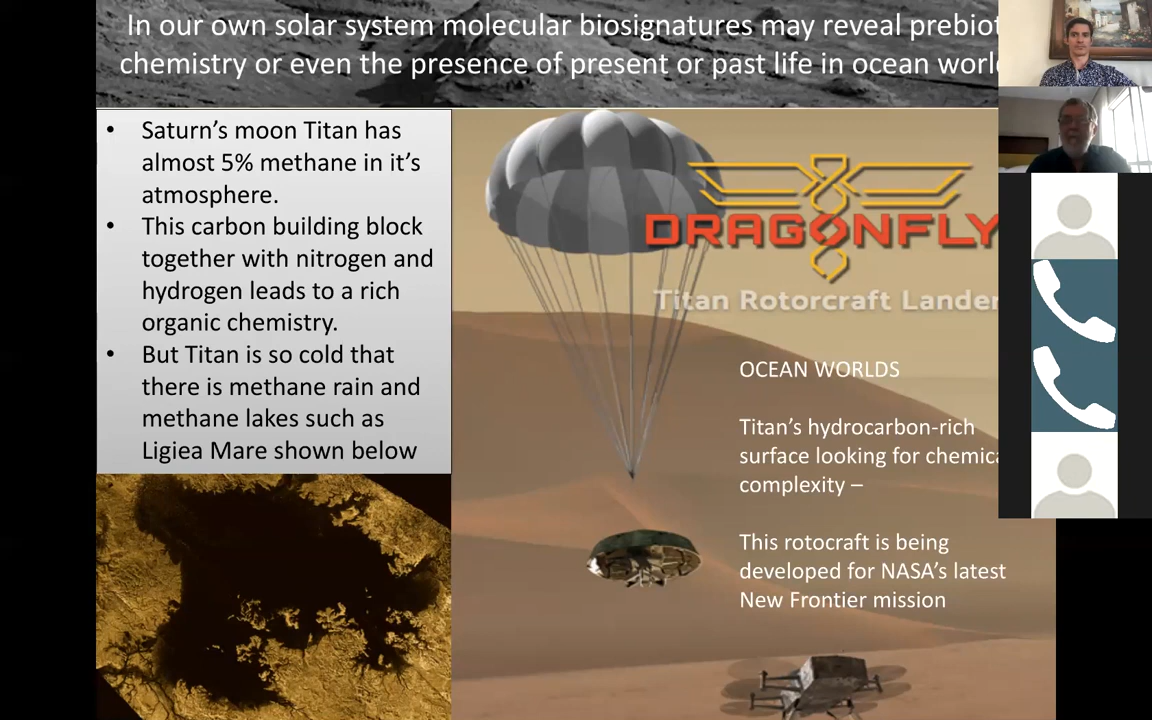 In our own solar system molecular biosignatures may reveal
chemistry or even the presence of present or past life in ocean
• Saturn's moon Titan has
almost 5% methane in it's
atmosphere.
• This carbon building block
together with nitrogen and
hydrogen leads to a rich
organic chemistry.
• But Titan is so cold that
there is methane rain and
methane lakes such as
Ligiea Mare shown below
DRAGONFLY
Titan Rotorcraft Lander
OCEAN WORLDS
Titan's hydrocarbon-rich
surface looking for
complexity –
This rotocraft is being
developed for NASA's latest
New Frontier mission